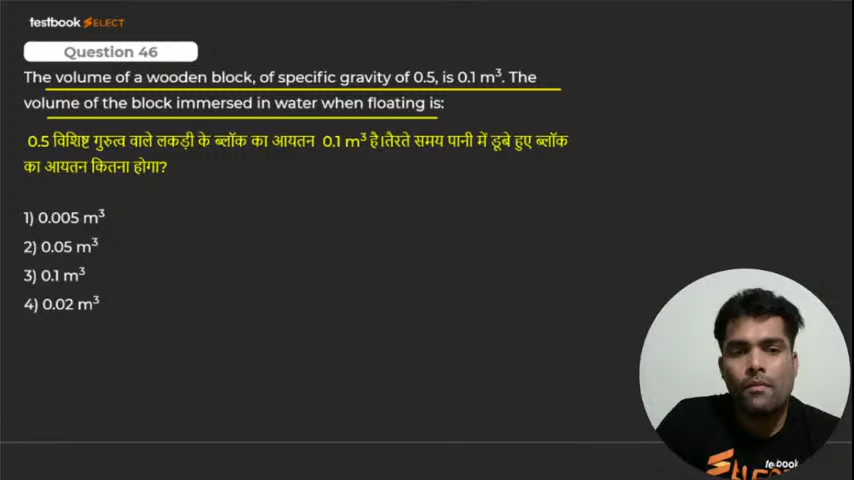 testbook SELECT
Question 46
The volume of a wooden block, of specific gravity of 0.5, is 0.1 m³. The
volume of the block immersed in water when floating is:
0.5 विशिष्ट गुरुत्व वाले लकड़ी के ब्लॉक का आयतन 0.1 m³ है।तैरते समय पानी में डूबे हुए ब्लॉक
का आयतन कितना होगा?
1) 0.005 m³
2) 0.05 m³
3) 0.1 m³
4) 0.02 m³